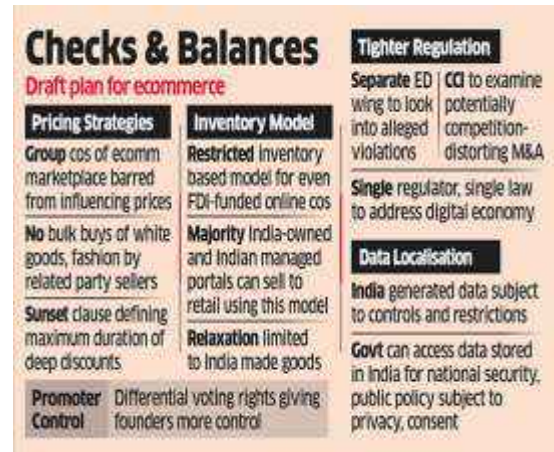 Checks & Balances
Draft plan for ecommerce
Pricing Strategies
Group cos of ecomm
marketplace barred
from influencing prices
No bulk buys of white
goods, fashion by
related party sellers
Sunset clause defining
maximum duration of
deep discounts
Inventory Model
Restricted inventory
based model for even
FDI-funded online cos
Majority India-owned
and Indian managed
portals can sell to
retail using this model
Relaxation limited
to India made goods
Promoter
Control
Differential voting rights giving
founders more control
Tighter Regulation
Separate ED
wing to look
into alleged
violations
CCI to examine
potentially
competition-
distorting M&A
Single regulator, single law
to address digital economy
Data Localisation
India generated data subject
to controls and restrictions
Govt can access data stored
in India for national security,
public policy subject to
privacy, consent